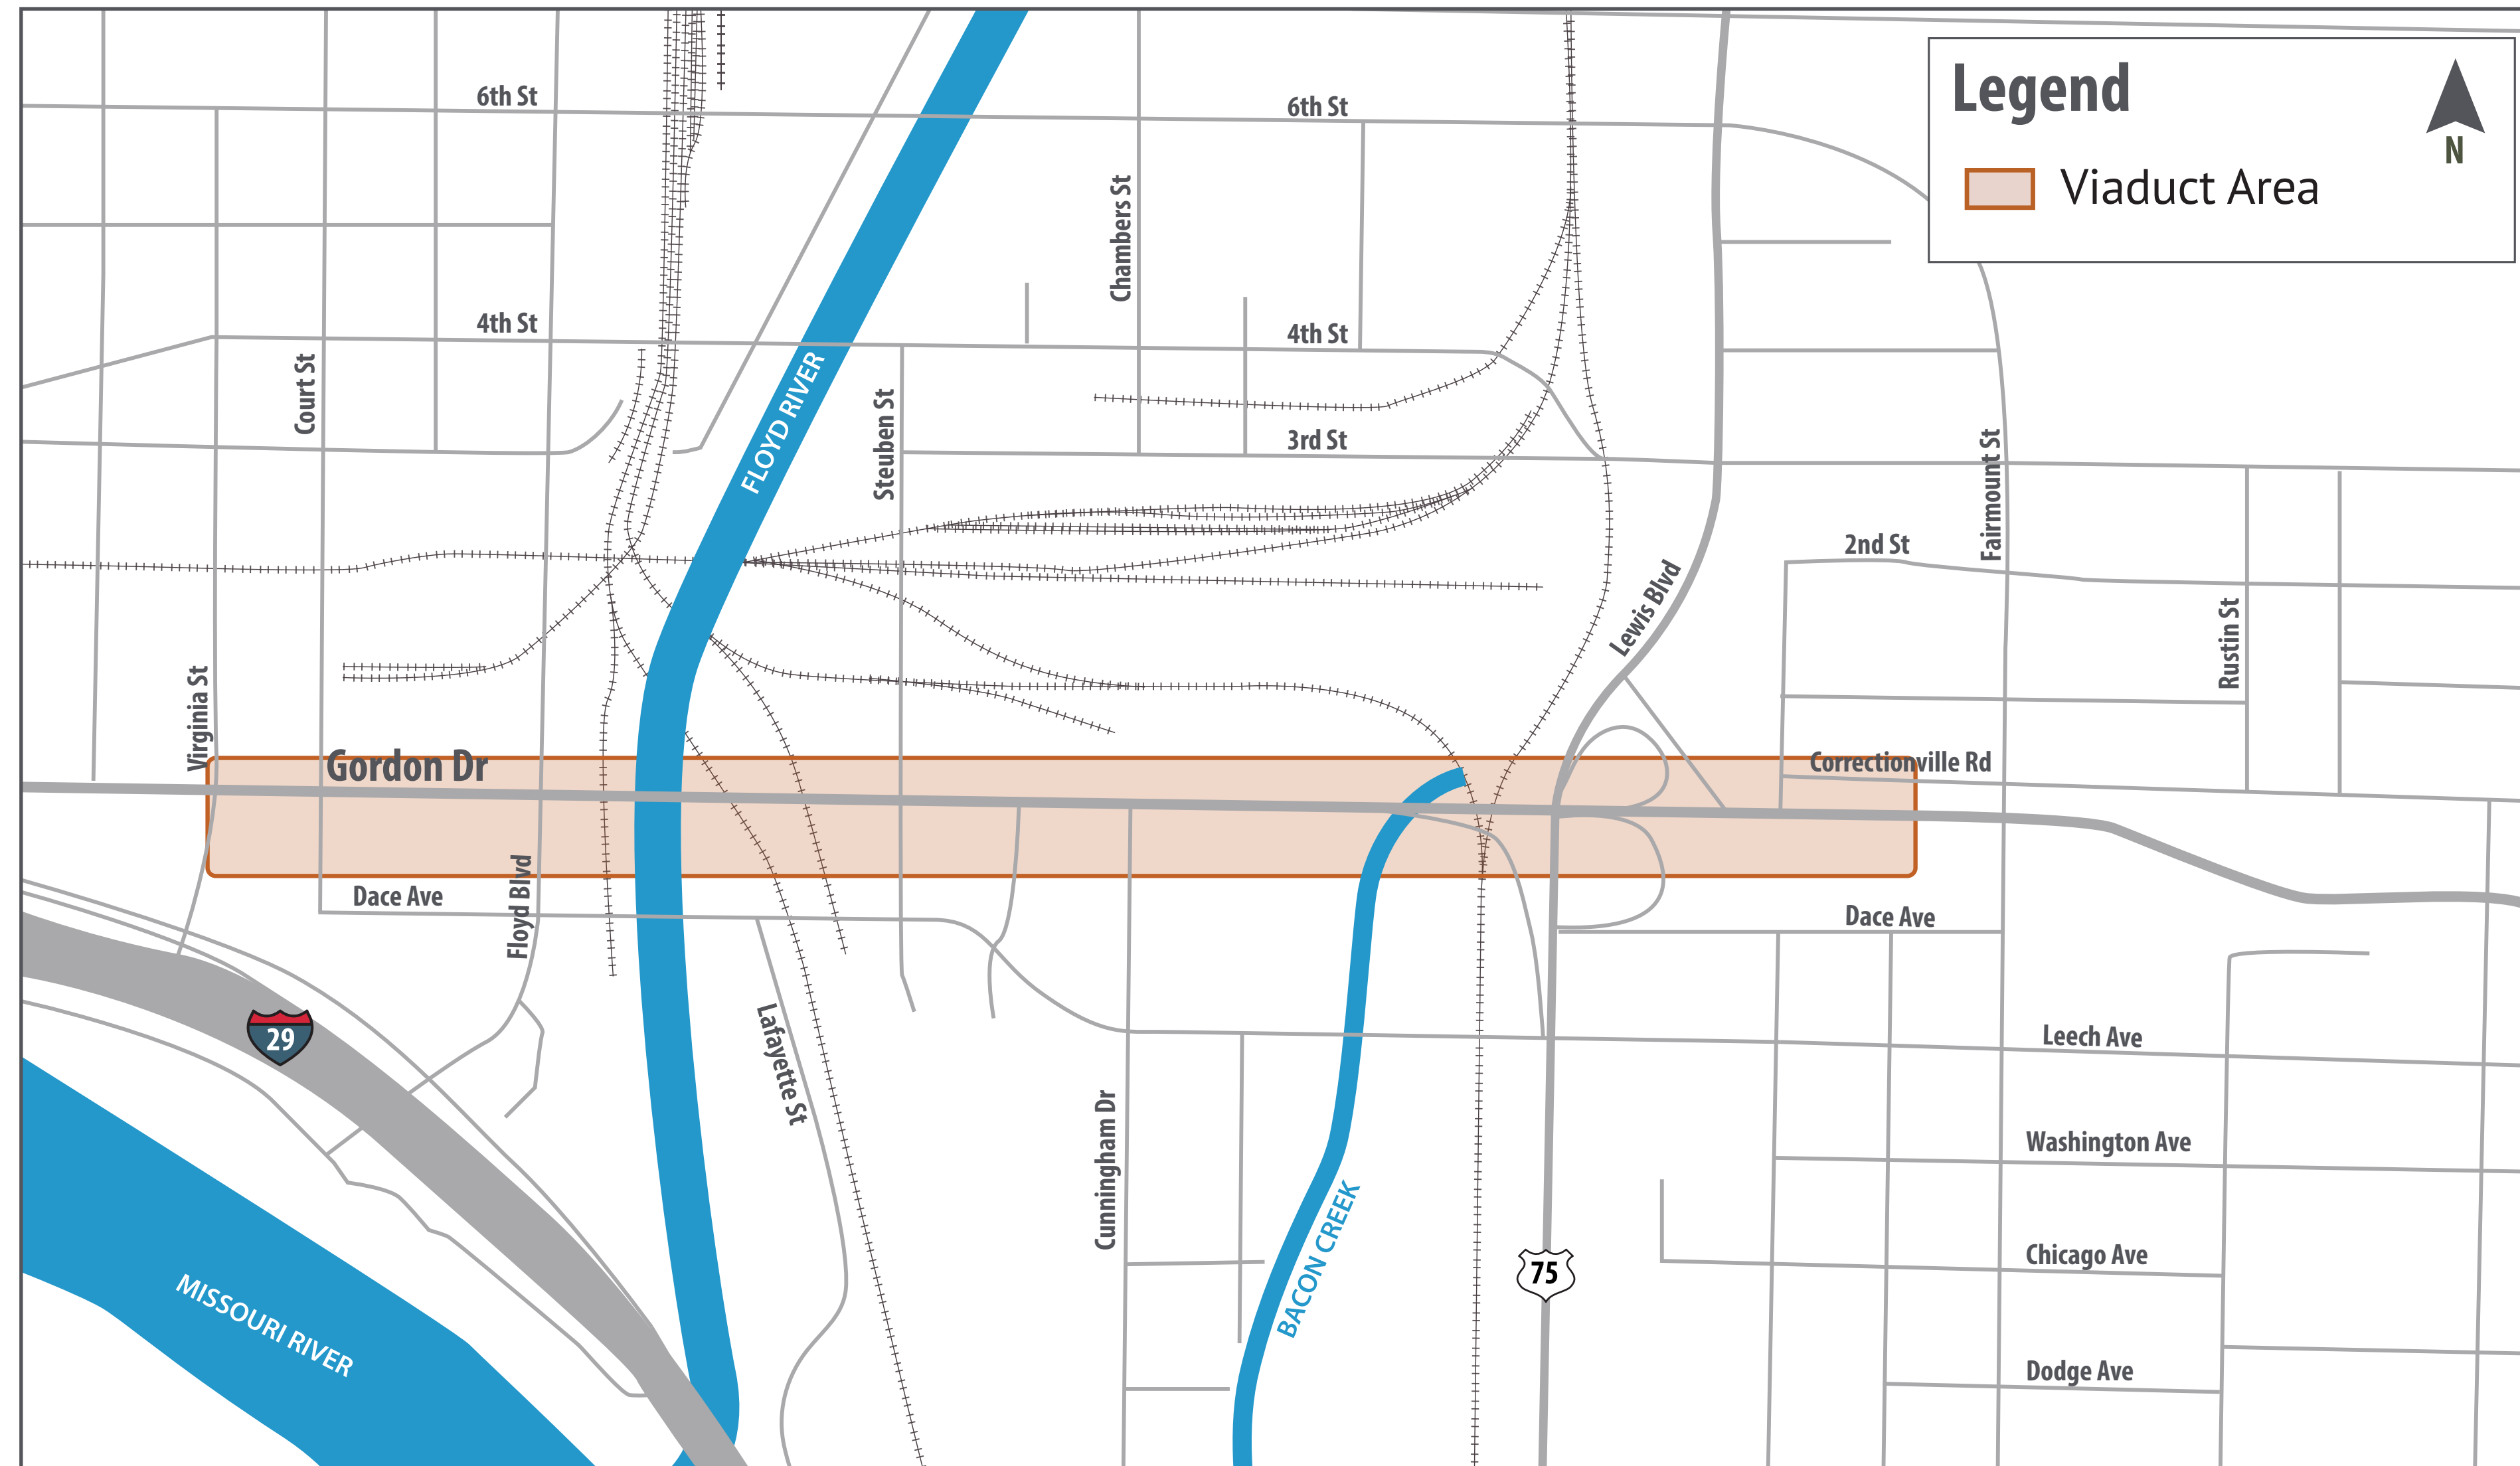 Legend
N
Viaduct Area
6th St
6th St
Chambers St
4th St
4th St
Court St
FLOYD RIVER
Steuben St
3rd St
Fairmount St
2nd St
Lewis Blvd
Rustin St
Virginia St
Gordon Dr
Correctionville Rd
Dace Ave
Floyd Blvd
Dace Ave
29
Lafayette St
Leech Ave
Cunningham Dr
Washington Ave
BACON CREEK
75
Chicago Ave
MISSOURI RIVER
Dodge Ave